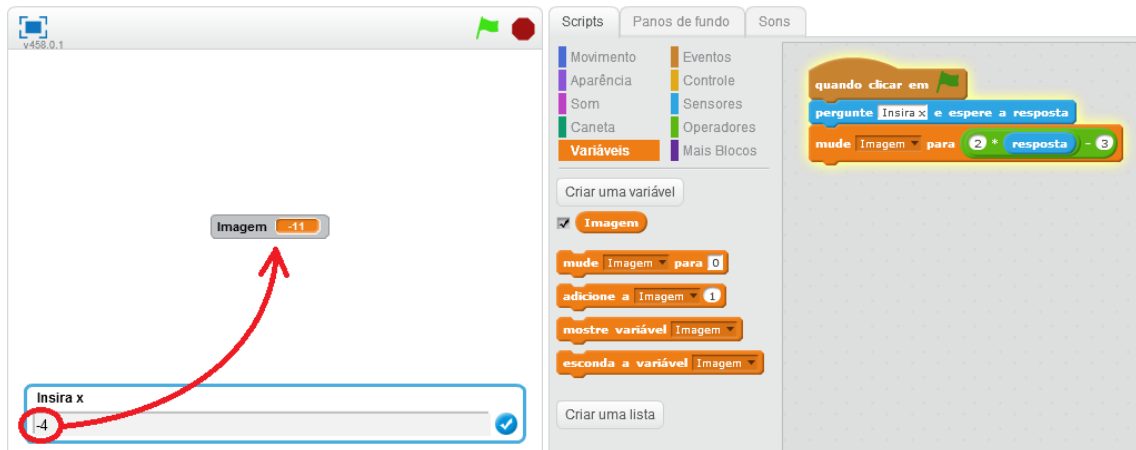 v458.0.1
Imagem -11
Insira x
-4
Scripts Panos de fundo Sons
Movimento Eventos
Aparência Controle
Som Sensores
Caneta Operadores
Variáveis Mais Blocos
Criar uma variável
Imagem
mude Imagem para 0
adicione a Imagem 1
mostre variável Imagem
esconda a variável Imagem
Criar uma lista
quando clicar em
pergunte Insira x e espere a resposta
mude Imagem para 2 * resposta - 3